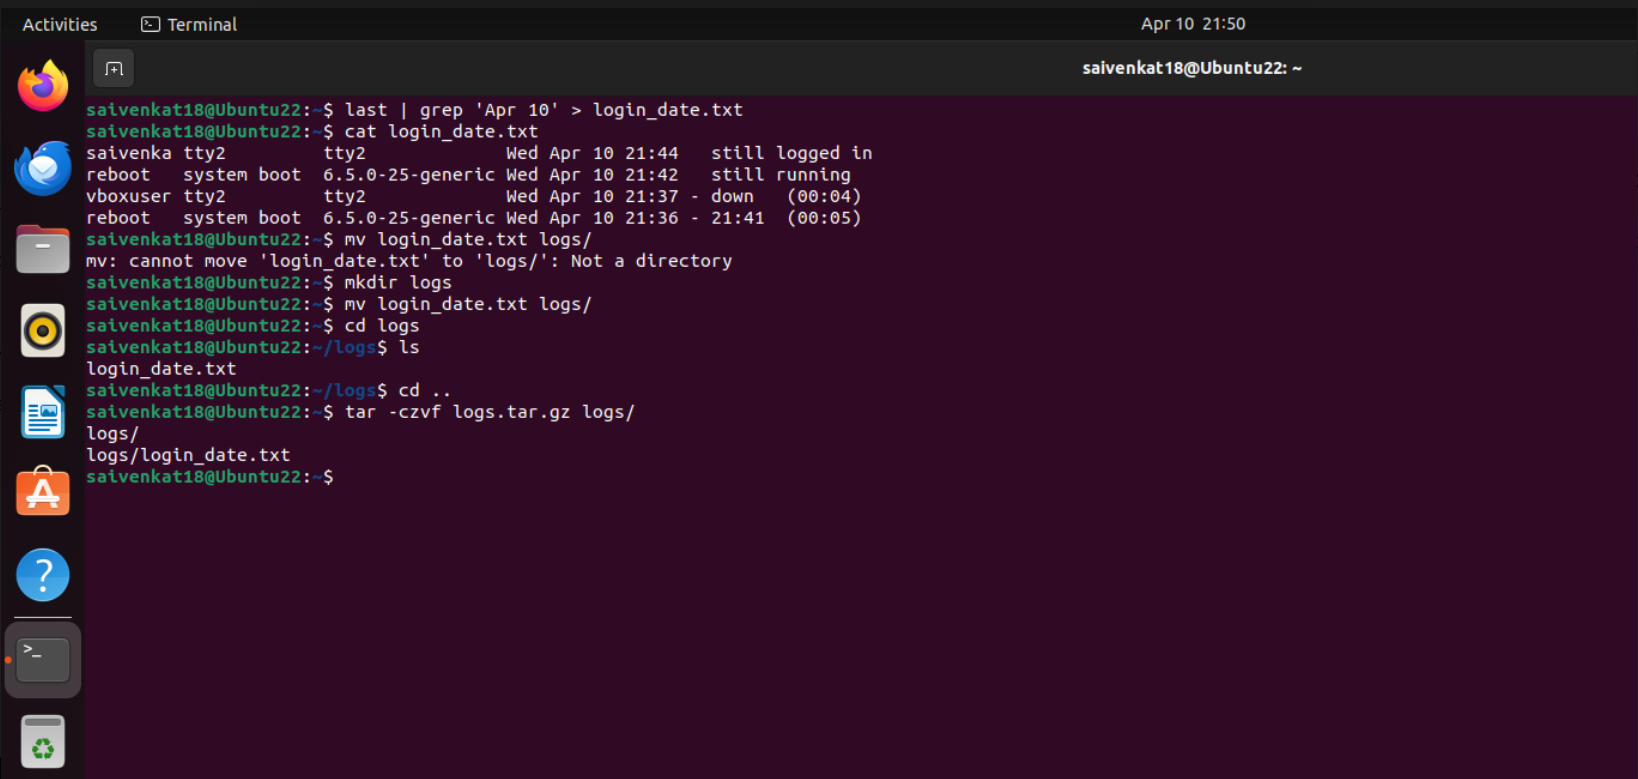 Activities Terminal Apr 10 21:50
saivenkat18@Ubuntu22: ~
saivenkat18@Ubuntu22:~$ last | grep 'Apr 10' > login_date.txt
saivenkat18@Ubuntu22:~$ cat login_date.txt
saivenka tty2         tty2             Wed Apr 10 21:44   still logged in
reboot   system boot  6.5.0-25-generic Wed Apr 10 21:42   still running
vboxuser tty2         tty2             Wed Apr 10 21:37 - down   (00:04)
reboot   system boot  6.5.0-25-generic Wed Apr 10 21:36 - 21:41  (00:05)
saivenkat18@Ubuntu22:~$ mv login_date.txt logs/
mv: cannot move 'login_date.txt' to 'logs/': Not a directory
saivenkat18@Ubuntu22:~$ mkdir logs
saivenkat18@Ubuntu22:~$ mv login_date.txt logs/
saivenkat18@Ubuntu22:~$ cd logs
saivenkat18@Ubuntu22:~/logs$ ls
login_date.txt
saivenkat18@Ubuntu22:~/logs$ cd ..
saivenkat18@Ubuntu22:~$ tar -czvf logs.tar.gz logs/
logs/
logs/login_date.txt
saivenkat18@Ubuntu22:~$